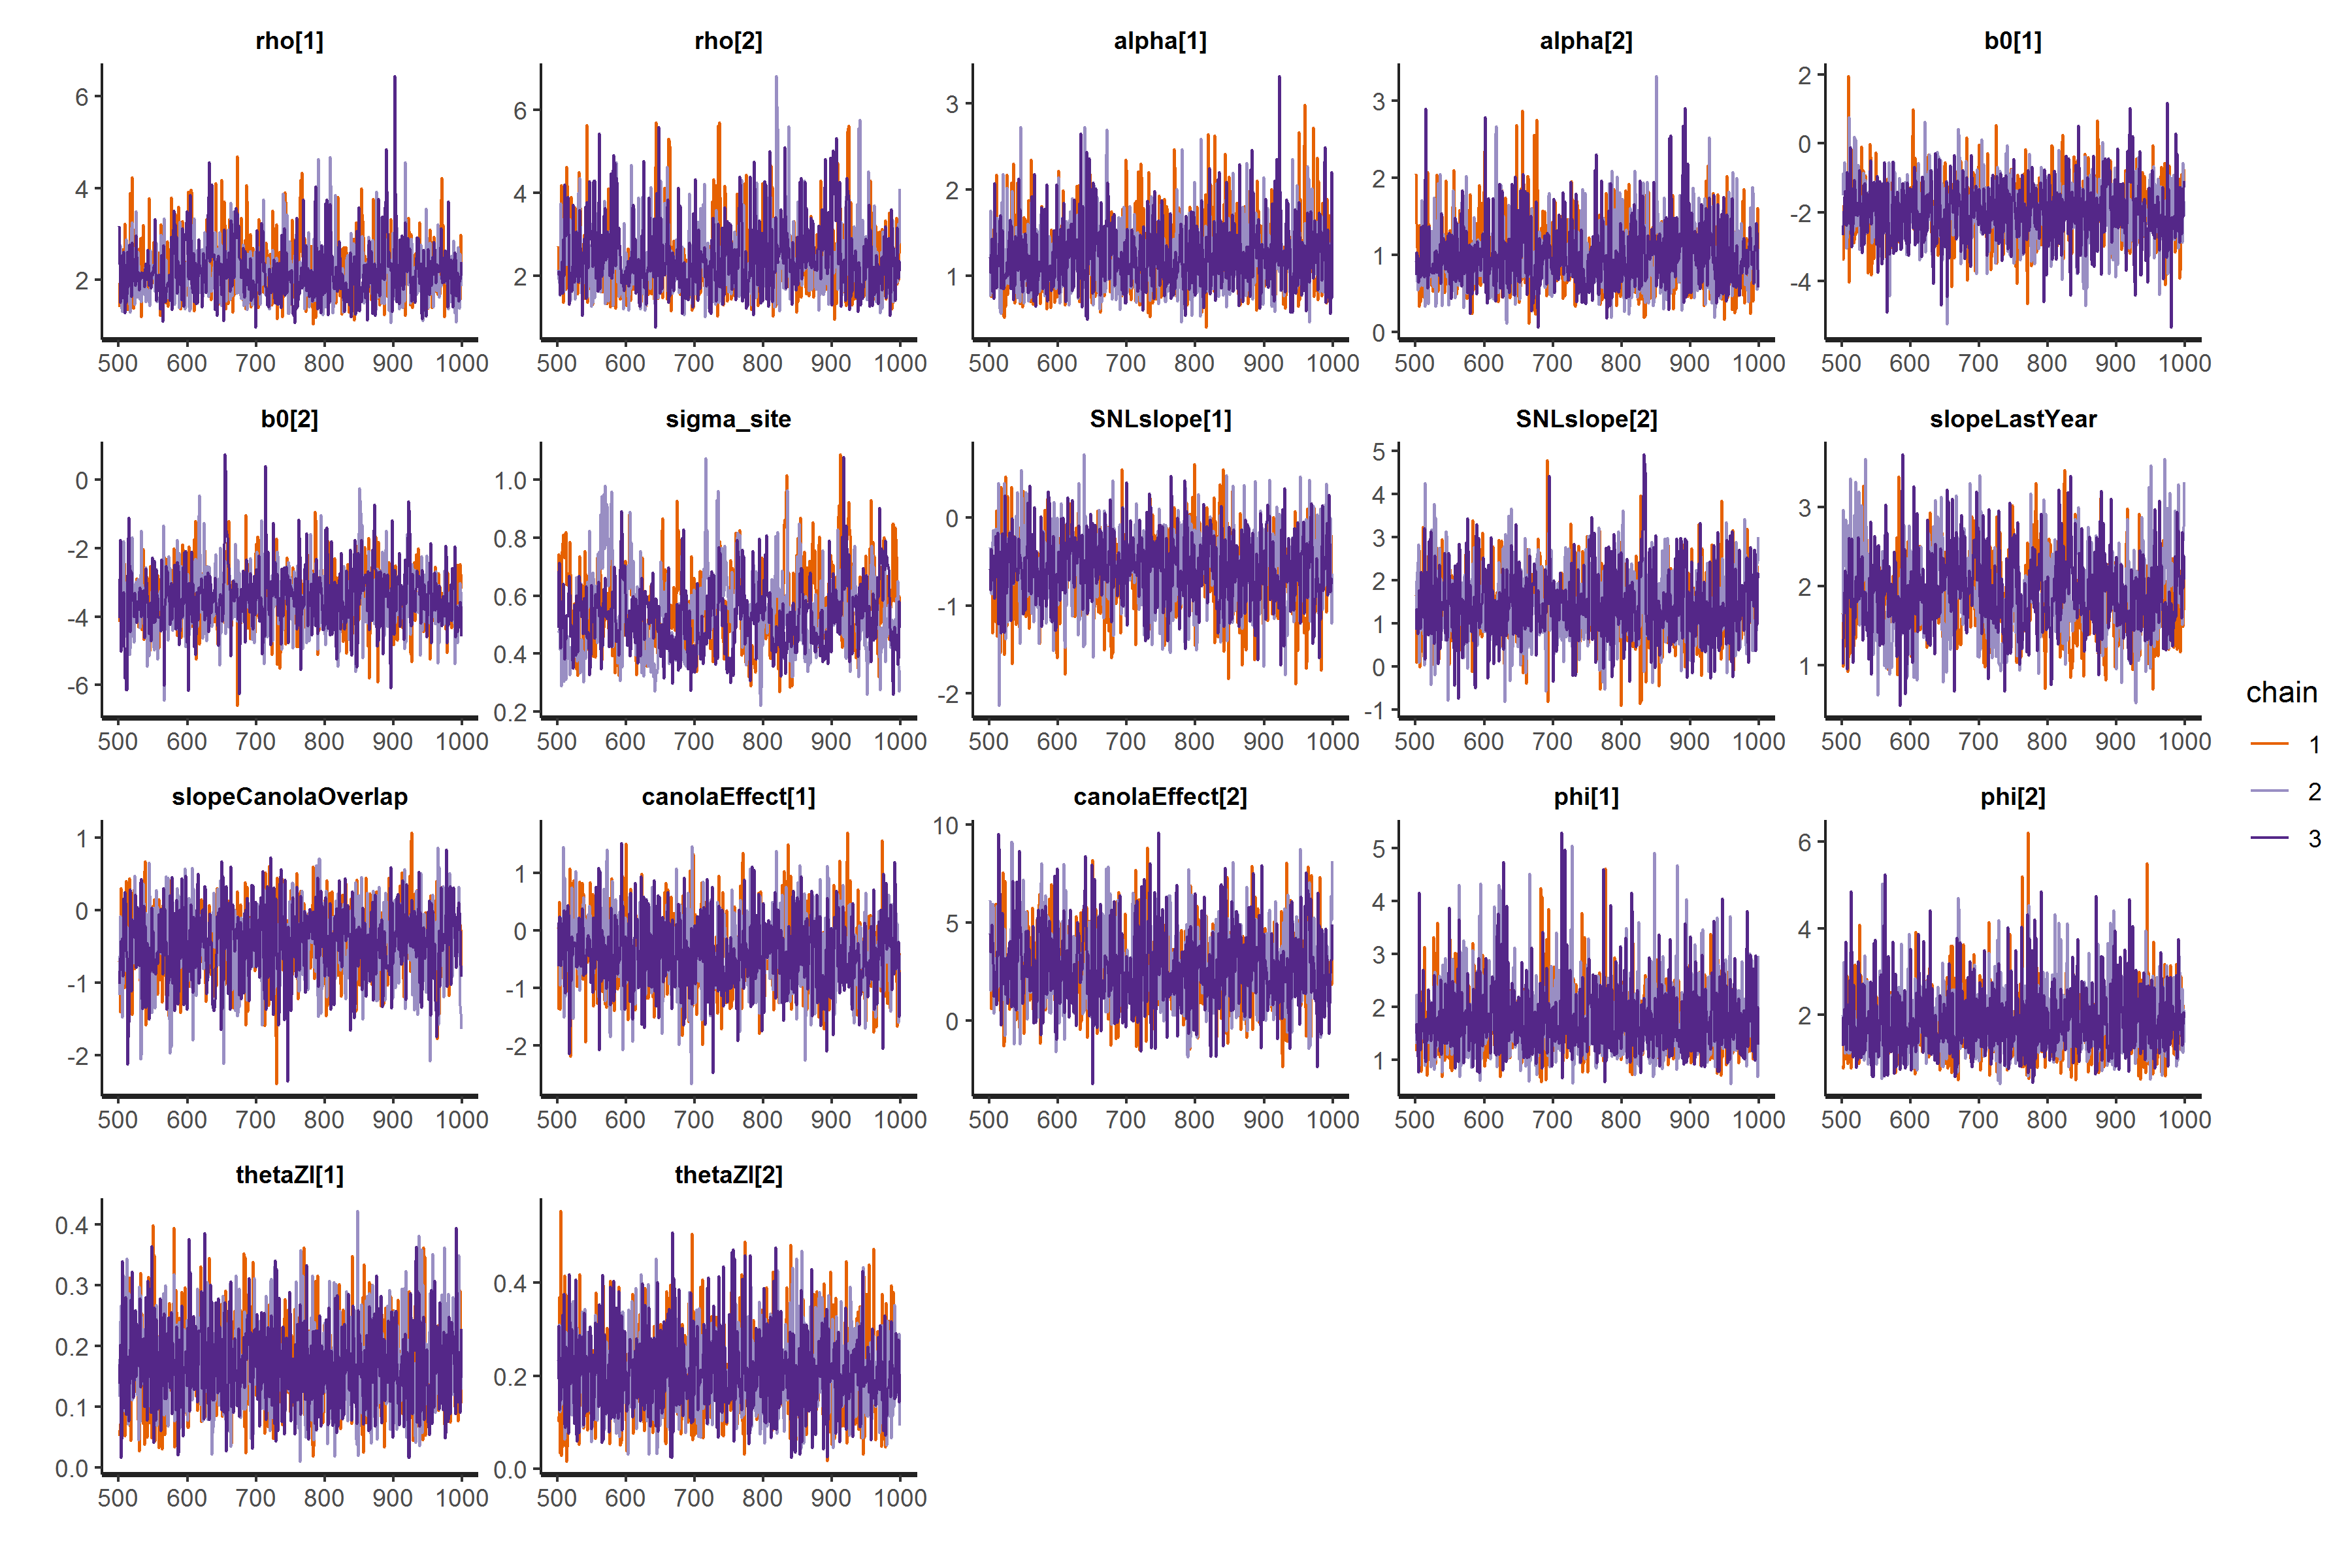 rho[1] rho[2] alpha[1] alpha[2] b0[1]
6 4 2
6 4 2
3 2 1
3 2 1 0
2 0 -2 -4
500 600 700 800 900 1000 500 600 700 800 900 1000 500 600 700 800 900 1000 500 600 700 800 900 1000 500 600 700 800 900 1000
b0[2] sigma_site SNLslope[1] SNLslope[2] slopeLastYear
0 -2 -4 -6
1.0 0.8 0.6 0.4 0.2
0 -1 -2
5 4 3 2 1 0 -1
3 2 1
500 600 700 800 900 1000 500 600 700 800 900 1000 500 600 700 800 900 1000 500 600 700 800 900 1000 500 600 700 800 900 1000
slopeCanolaOverlap canolaEffect[1] canolaEffect[2] phi[1] phi[2]
1 0 -1 -2
1 0 -1 -2
10 5 0
5 4 3 2 1
6 4 2
500 600 700 800 900 1000 500 600 700 800 900 1000 500 600 700 800 900 1000 500 600 700 800 900 1000 500 600 700 800 900 1000
thetaZI[1] thetaZI[2]
0.4 0.3 0.2 0.1 0.0
0.4 0.2 0.0
500 600 700 800 900 1000 500 600 700 800 900 1000
chain
1
2
3